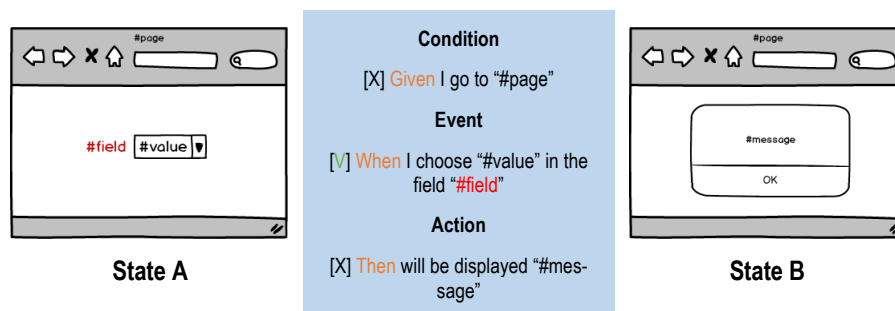 #page
#field #value
State A
Condition
[X] Given I go to “#page”
Event
[V] When I choose “#value” in the
field “#field”
Action
[X] Then will be displayed “#mes-
sage”
#page
#message
OK
State B